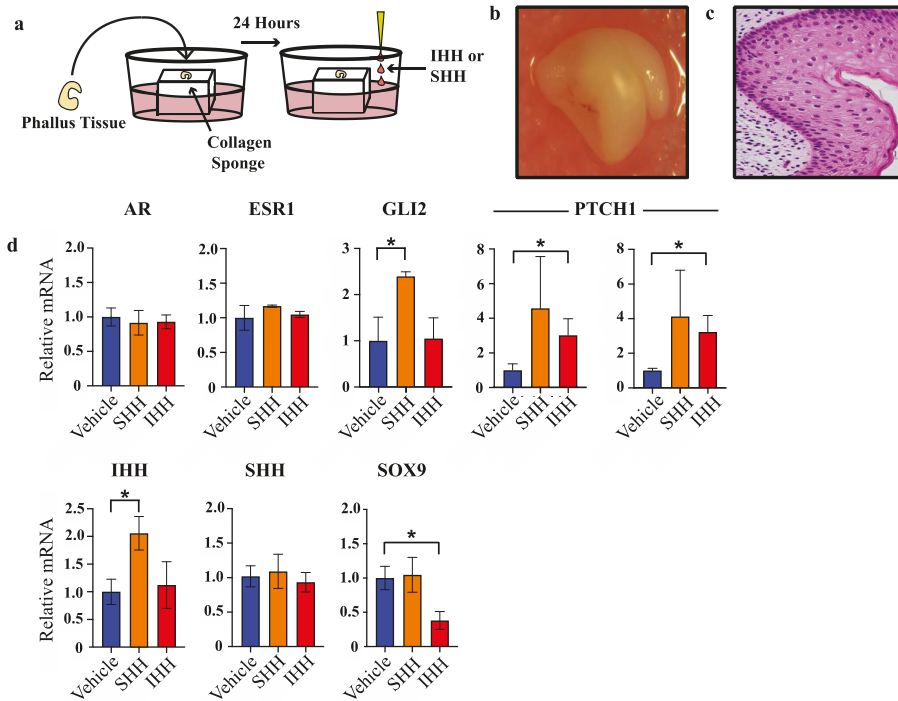 a
24 Hours
IHH or
SHH
Phallus Tissue
Collagen
Sponge
b
c
d
AR
ESR1
GLI2
PTCH1
Relative mRNA
2.0
1.5
1.0
0.5
0
Vehicle
SHH
IHH
2.0
1.5
1.0
0.5
0
Vehicle
SHH
IHH
3
2
1
0
*
Vehicle
SHH
IHH
8
6
4
2
0
*
Vehicle
SHH
IHH
8
6
4
2
0
*
Vehicle
SHH
IHH
IHH
SHH
SOX9
Relative mRNA
2.5
2.0
1.5
1.0
0.5
0
*
Vehicle
SHH
IHH
2.0
1.5
1.0
0.5
0
Vehicle
SHH
IHH
2.0
1.5
1.0
0.5
0
*
Vehicle
SHH
IHH